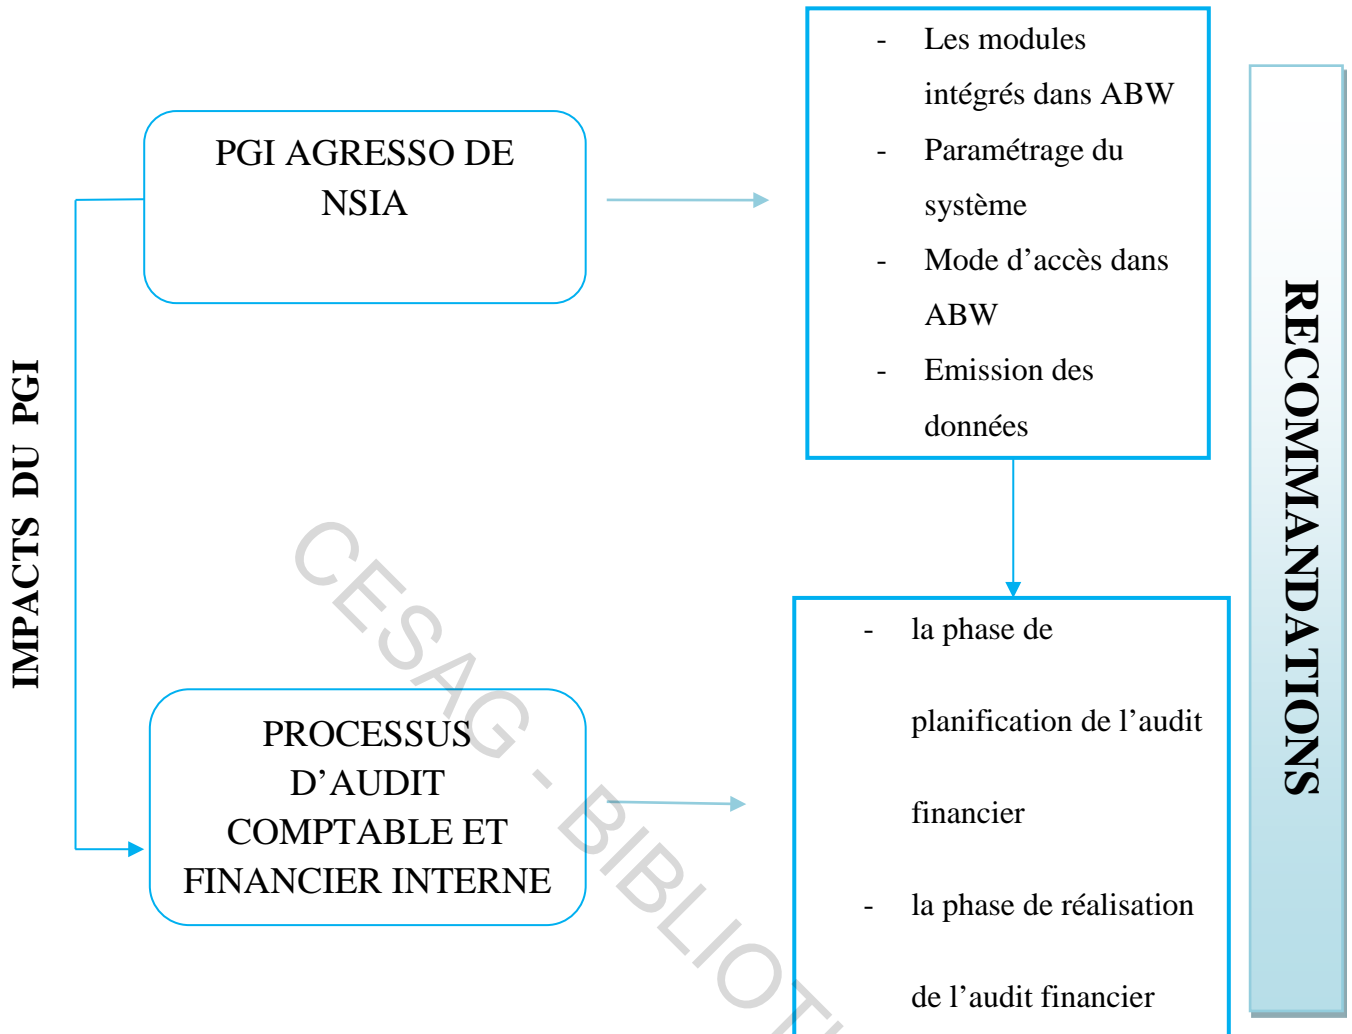 IMPACTS DU PGI
PGI AGRESSO DE
NSIA
- Les modules
intégrés dans ABW
- Paramétrage du
système
- Mode d’accès dans
ABW
- Emission des
données
PROCESSUS
D’AUDIT
COMPTABLE ET
FINANCIER INTERNE
- la phase de
planification de l’audit
financier
- la phase de réalisation
de l’audit financier
RECOMMANDATIONS
CESAG - BIBLIOT